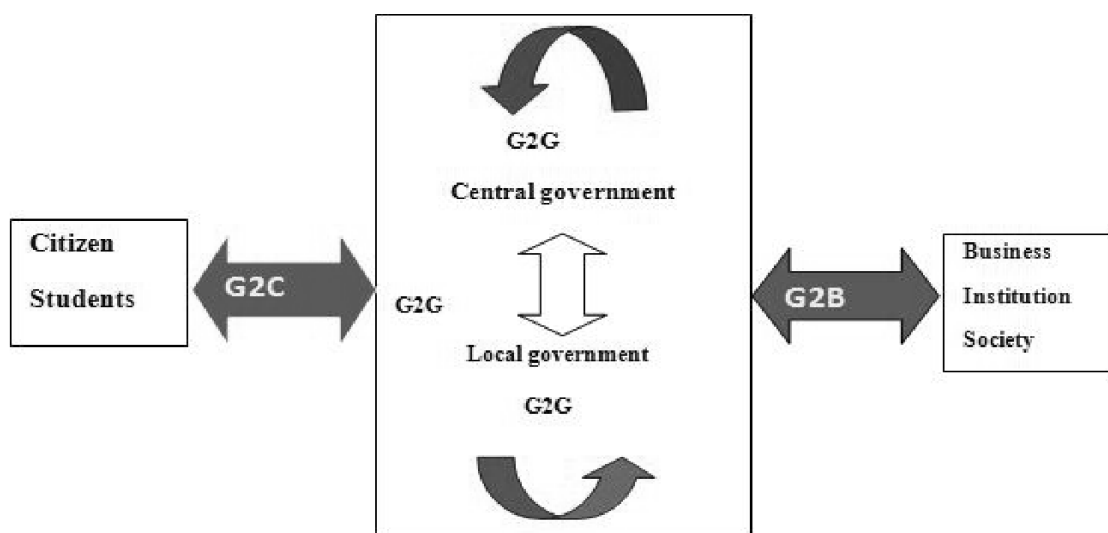 Citizen
Students
G2C
G2G
Central government
G2G
Local government
G2G
G2B
Business
Institution
Society